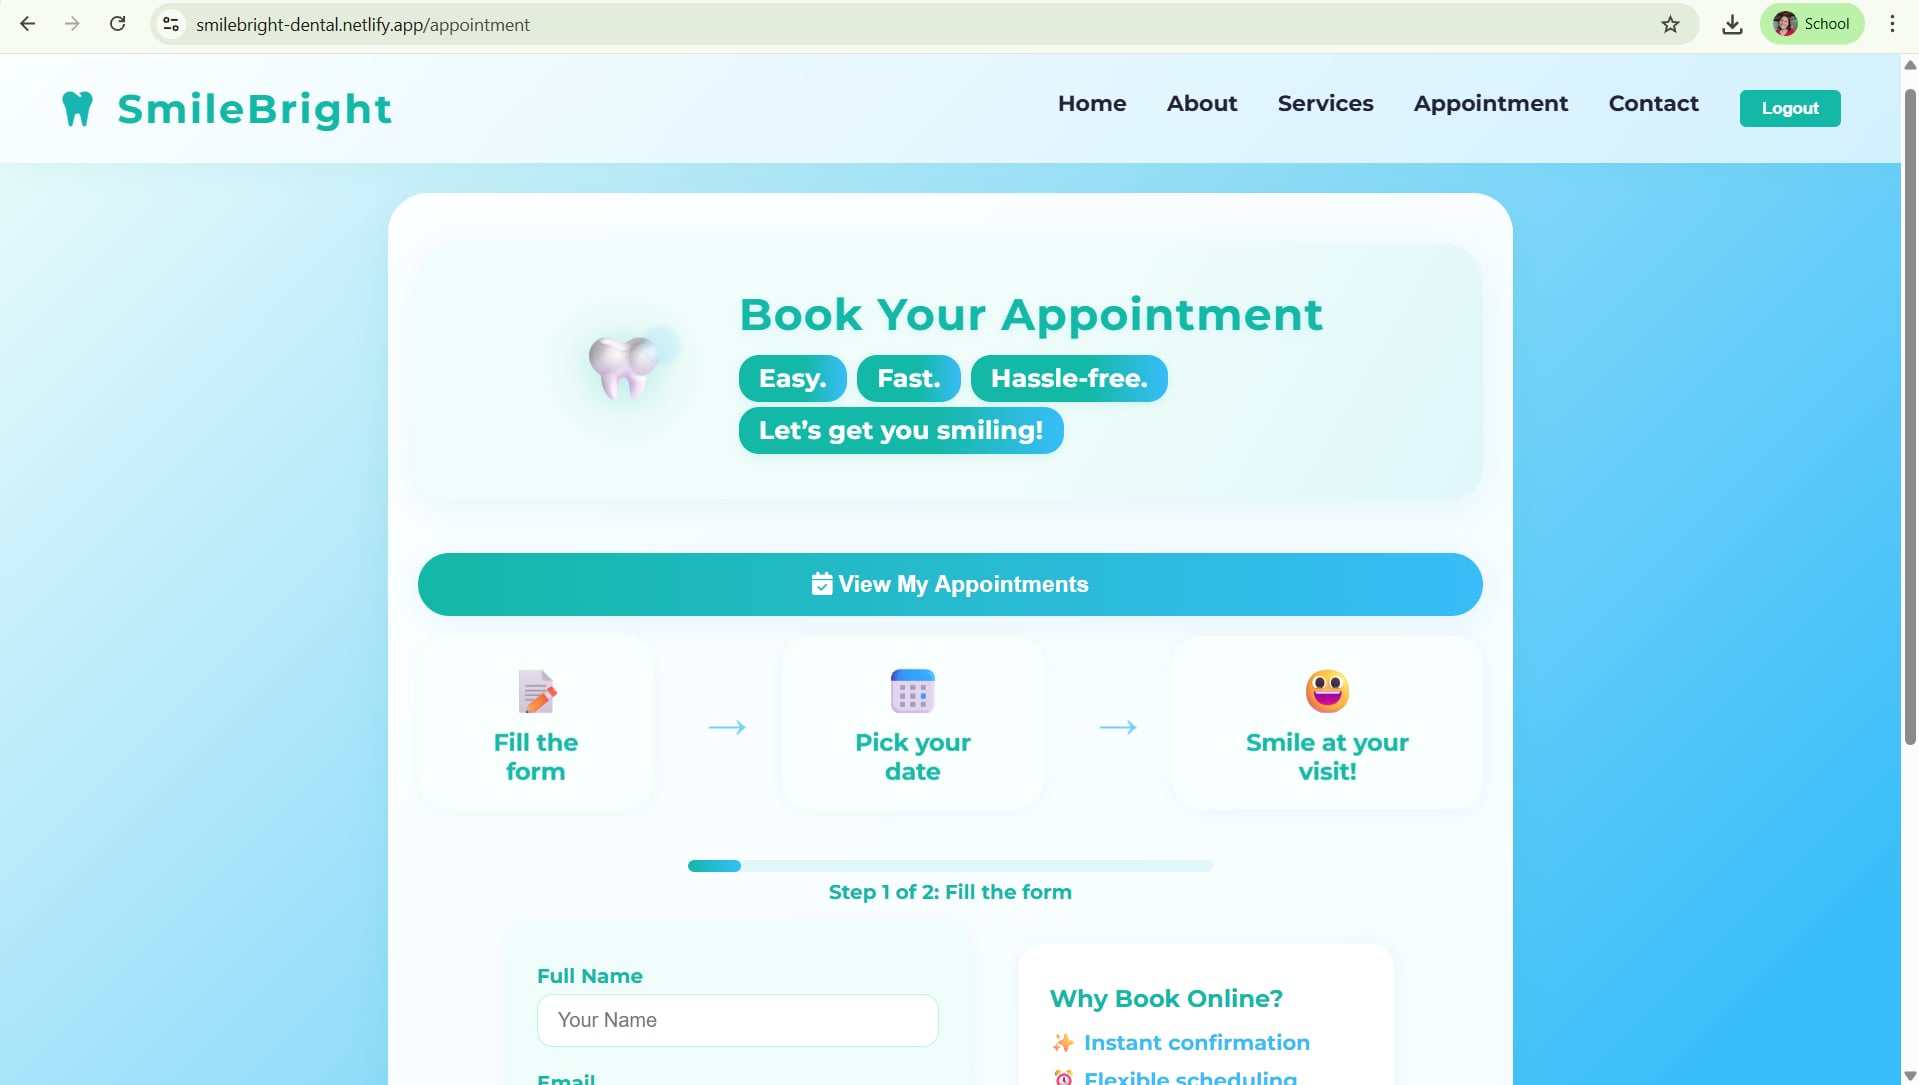 smilebright-dental.netlify.app/appointment
School
SmileBright
Home About Services Appointment Contact Logout
Book Your Appointment
Easy. Fast. Hassle-free.
Let’s get you smiling!
View My Appointments
Fill the
form
→
Pick your
date
→
Smile at your
visit!
Step 1 of 2: Fill the form
Full Name
Your Name
Email
Why Book Online?
Instant confirmation
Flexible scheduling